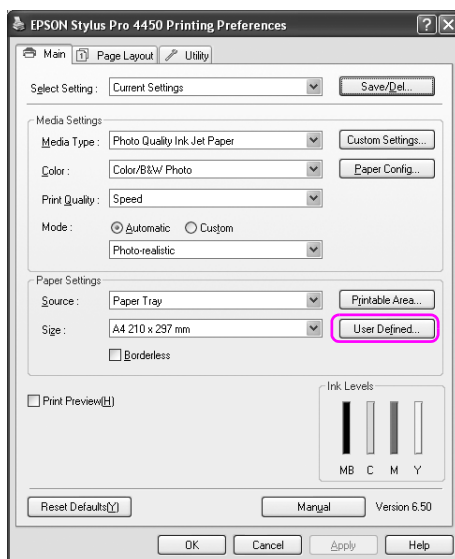 EPSON Stylus Pro 4450 Printing Preferences
Main Page Layout Utility
Select Setting : Current Settings Save/Del...
Media Settings
Media Type : Photo Quality Ink Jet Paper Custom Settings...
Color : Color/B&W Photo Paper Config...
Print Quality : Speed
Mode : Automatic Custom
Photo-realistic
Paper Settings
Source : Paper Tray Printable Area...
Size : A4 210 x 297 mm User Defined...
Borderless
Print Preview(H)
Ink Levels
MB C M Y
Reset Defaults(Y) Manual Version 6.50
OK Cancel Apply Help